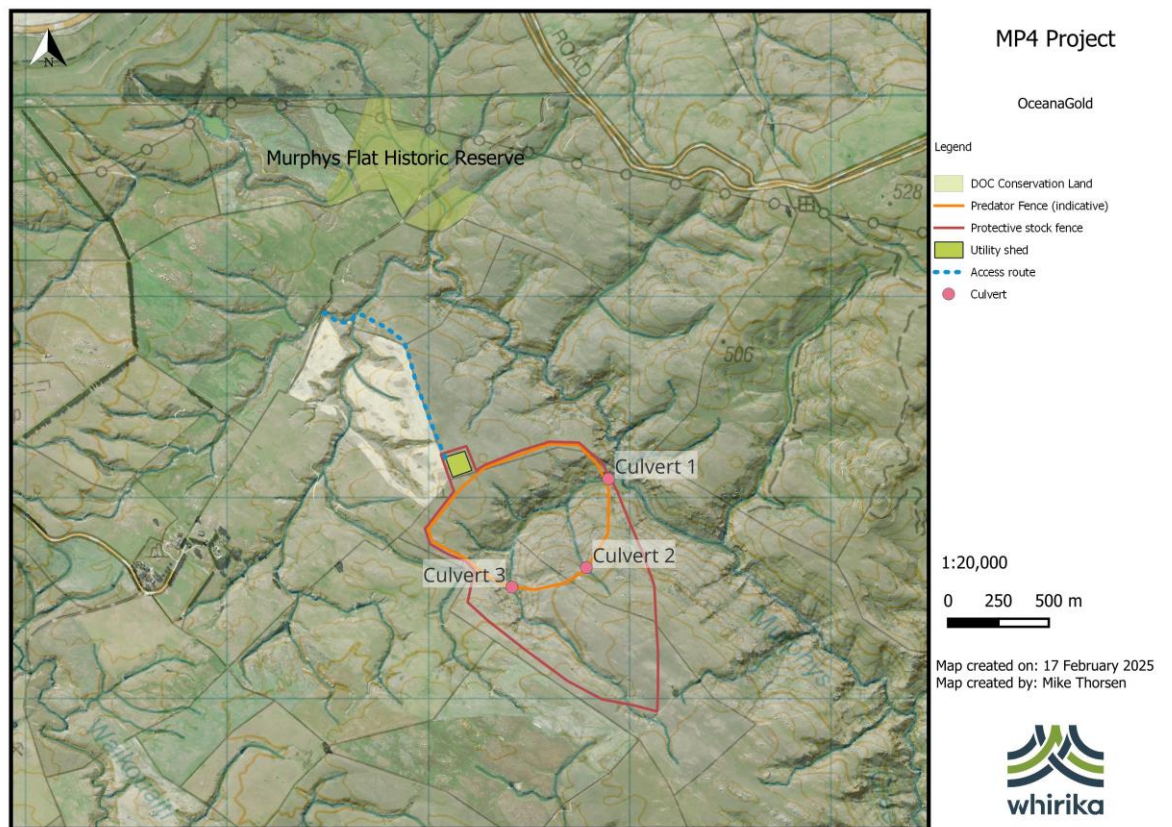 MP4 Project
OceanaGold
Legend
DOC Conservation Land
Predator Fence (indicative)
Protective stock fence
Utility shed
Access route
Culvert
1:20,000
0 250 500 m
Map created on: 17 February 2025
Map created by: Mike Thorsen
whirika
N
ROAD
Murphys Flat Historic Reserve
528
506
Culvert 1
Culvert 2
Culvert 3